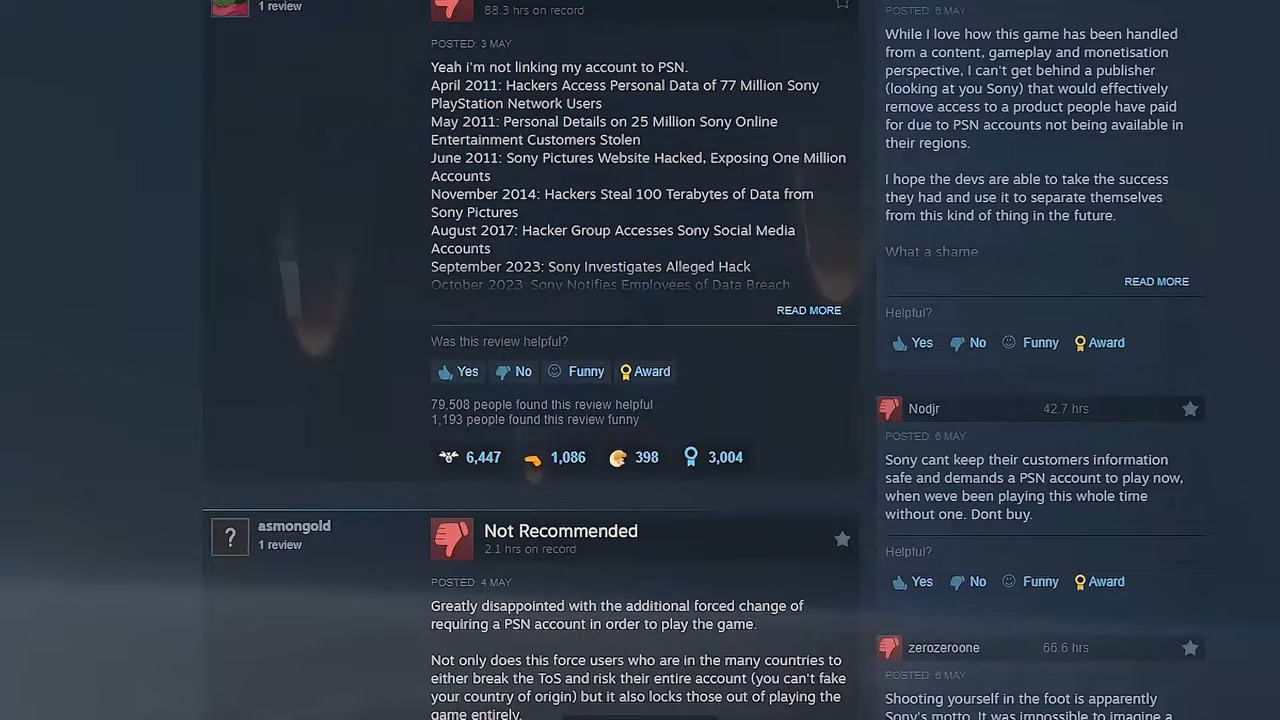 1 review
88.3 hrs on record
POSTED: 3 MAY
Yeah i'm not linking my account to PSN.
April 2011: Hackers Access Personal Data of 77 Million Sony
PlayStation Network Users
May 2011: Personal Details on 25 Million Sony Online
Entertainment Customers Stolen
June 2011: Sony Pictures Website Hacked, Exposing One Million
Accounts
November 2014: Hackers Steal 100 Terabytes of Data from
Sony Pictures
August 2017: Hacker Group Accesses Sony Social Media
Accounts
September 2023: Sony Investigates Alleged Hack
October 2023: Sony Notifies Employees of Data Breach
READ MORE
Was this review helpful?
Yes No Funny Award
79,508 people found this review helpful
1,193 people found this review funny
6,447 1,086 398 3,004
asmongold
1 review
?
Not Recommended
2.1 hrs on record
POSTED: 4 MAY
Greatly disappointed with the additional forced change of
requiring a PSN account in order to play the game.
Not only does this force users who are in the many countries to
either break the ToS and risk their entire account (you can't fake
your country of origin) but it also locks those out of playing the
game entirely.
POSTED: 6 MAY
While I love how this game has been handled
from a content, gameplay and monetisation
perspective, I can't get behind a publisher
(looking at you Sony) that would effectively
remove access to a product people have paid
for due to PSN accounts not being available in
their regions.
I hope the devs are able to take the success
they had and use it to separate themselves
from this kind of thing in the future.
What a shame
READ MORE
Helpful?
Yes No Funny Award
Nodjr 42.7 hrs
POSTED: 6 MAY
Sony cant keep their customers information
safe and demands a PSN account to play now,
when weve been playing this whole time
without one. Dont buy.
Helpful?
Yes No Funny Award
zerozeroone 66.6 hrs
POSTED: 6 MAY
Shooting yourself in the foot is apparently
Sony's motto. It was impossible to imagine a